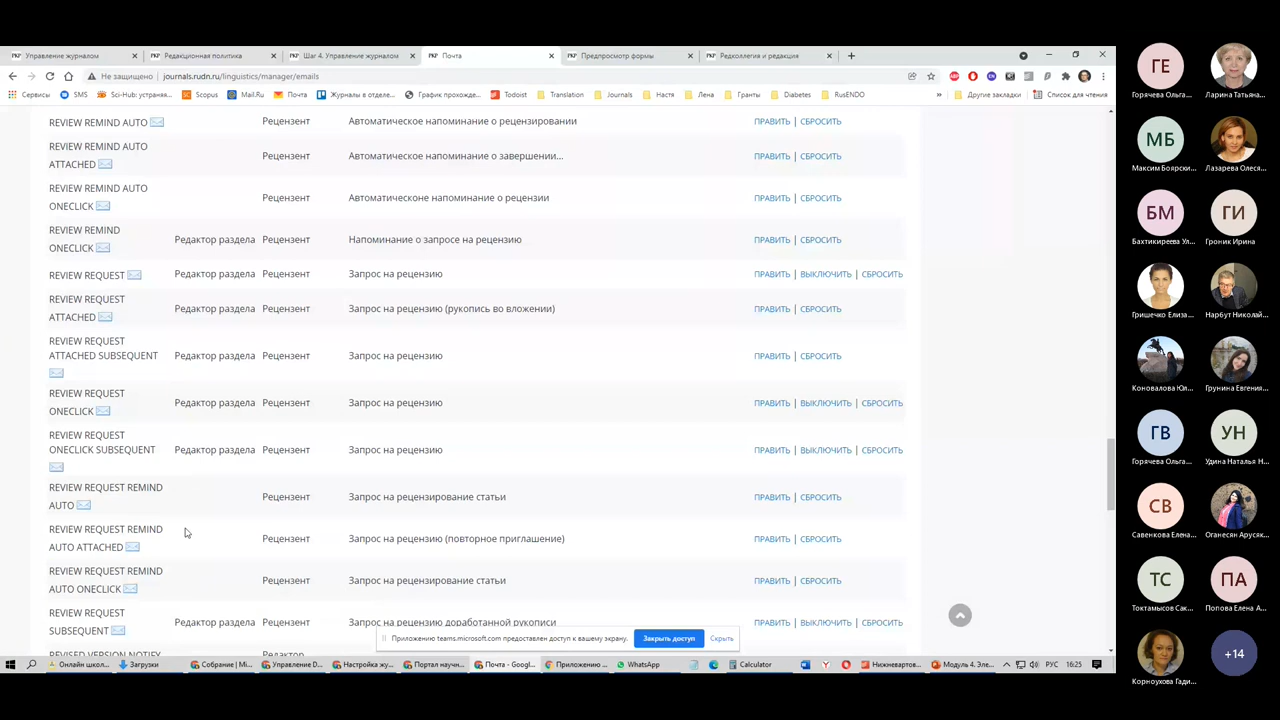 Управление журналом
Редакционная политика
Шаг 4. Управление журналом
Почта
Предпросмотр формы
Редколлегия и редакция
Не защищено
journals.rudn.ru/linguistics/manager/emails
Сервисы
SMS
Sci-Hub: устраняя...
Scopus
Mail.Ru
Почта
Журналы в отделе...
График прохожде...
Todoist
Translation
Journals
Настя
Лена
Гранты
Diabetes
RusENDO
»
Другие закладки
Список для чтения
REVIEW REMIND AUTO Рецензент Автоматическое напоминание о рецензировании ПРАВИТЬ | СБРОСИТЬ
REVIEW REMIND AUTO
ATTACHED Рецензент Автоматическое напоминание о завершении... ПРАВИТЬ | СБРОСИТЬ
REVIEW REMIND AUTO
ONECLICK Рецензент Автоматическоне напоминание о рецензии ПРАВИТЬ | СБРОСИТЬ
REVIEW REMIND
ONECLICK Редактор раздела Рецензент Напоминание о запросе на рецензию ПРАВИТЬ | СБРОСИТЬ
REVIEW REQUEST Редактор раздела Рецензент Запрос на рецензию ПРАВИТЬ | ВЫКЛЮЧИТЬ | СБРОСИТЬ
REVIEW REQUEST
ATTACHED Редактор раздела Рецензент Запрос на рецензию (рукопись во вложении) ПРАВИТЬ | СБРОСИТЬ
REVIEW REQUEST
ATTACHED SUBSEQUENT Редактор раздела Рецензент Запрос на рецензию ПРАВИТЬ | СБРОСИТЬ
REVIEW REQUEST
ONECLICK Редактор раздела Рецензент Запрос на рецензию ПРАВИТЬ | ВЫКЛЮЧИТЬ | СБРОСИТЬ
REVIEW REQUEST
ONECLICK SUBSEQUENT Редактор раздела Рецензент Запрос на рецензию ПРАВИТЬ | ВЫКЛЮЧИТЬ | СБРОСИТЬ
REVIEW REQUEST REMIND
AUTO Рецензент Запрос на рецензирование статьи ПРАВИТЬ | СБРОСИТЬ
REVIEW REQUEST REMIND
AUTO ATTACHED Рецензент Запрос на рецензию (повторное приглашение) ПРАВИТЬ | СБРОСИТЬ
REVIEW REQUEST REMIND
AUTO ONECLICK Рецензент Запрос на рецензирование статьи ПРАВИТЬ | СБРОСИТЬ
REVIEW REQUEST
SUBSEQUENT Редактор раздела Рецензент Запрос на рецензию доработанной рукописи ПРАВИТЬ | ВЫКЛЮЧИТЬ | СБРОСИТЬ
REVISED VERSION NOTIFY Редактор
Приложению teams.microsoft.com предоставлен доступ к вашему экрану.
Закрыть доступ
Скрыть
Онлайн школ...
Загрузки
Собрание | Mi...
Управление D...
Настройка жу...
Портал научн...
Почта - Googl...
Приложению ...
WhatsApp
Calculator
Нижневартов...
Модуль 4. Эле...
РУС
16:25
ГЕ
Горячева Ольга...
Ларина Татьяна...
МБ
Максим Боярски...
Лазарева Олеся...
БМ
Бахтикиреева Ул...
ГИ
Гроник Ирина
Гришечко Елиза...
Нарбут Николай...
Коновалова Юл...
Грунина Евгения...
ГВ
Горячева Ольга...
УН
Удина Наталья Н...
СВ
Савенкова Елена...
Оганесян Арусяк...
ТС
Токтамысов Сак...
ПА
Попова Елена А...
Корноухова Гади...
+14